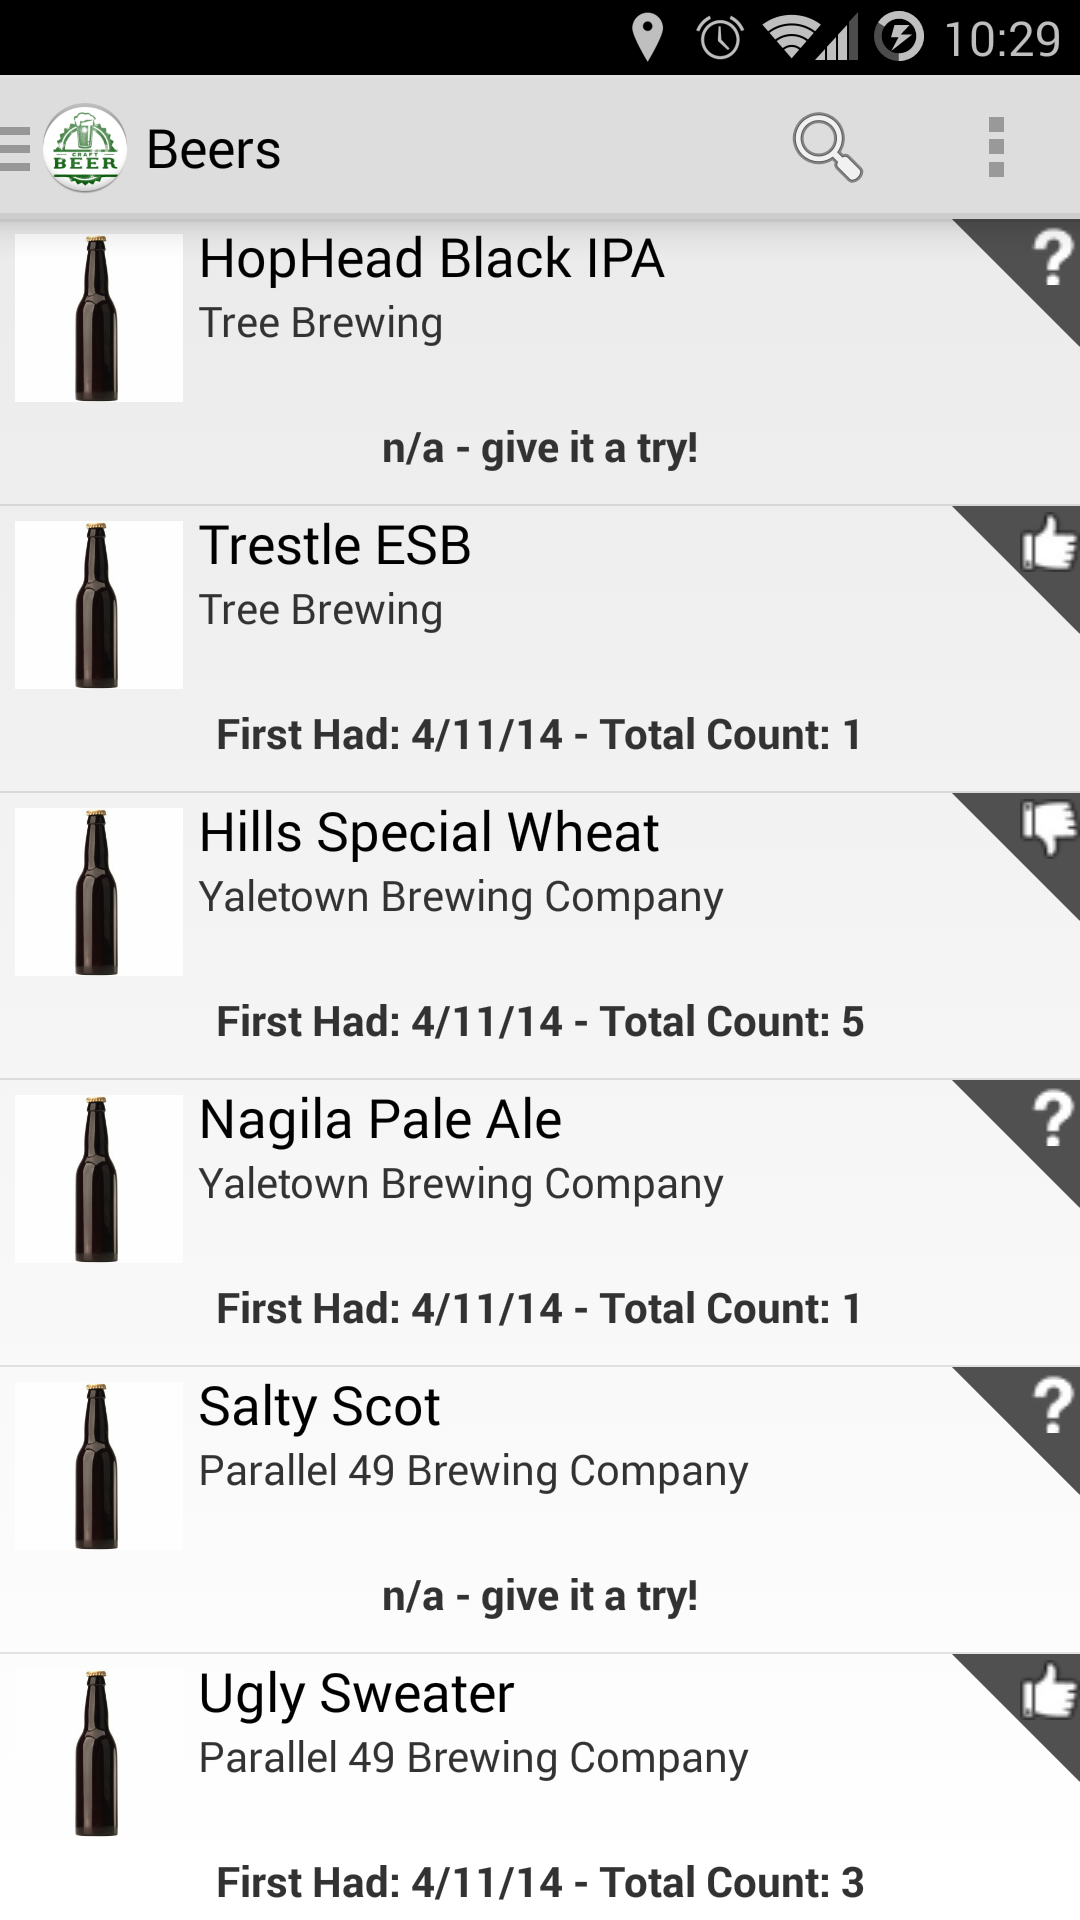 10:29
CRAFT
BEER
Beers
HopHead Black IPA
Tree Brewing
?
n/a - give it a try!
Trestle ESB
Tree Brewing
First Had: 4/11/14 - Total Count: 1
Hills Special Wheat
Yaletown Brewing Company
First Had: 4/11/14 - Total Count: 5
Nagila Pale Ale
?
Yaletown Brewing Company
First Had: 4/11/14 - Total Count: 1
Salty Scot
?
Parallel 49 Brewing Company
n/a - give it a try!
Ugly Sweater
Parallel 49 Brewing Company
First Had: 4/11/14 - Total Count: 3